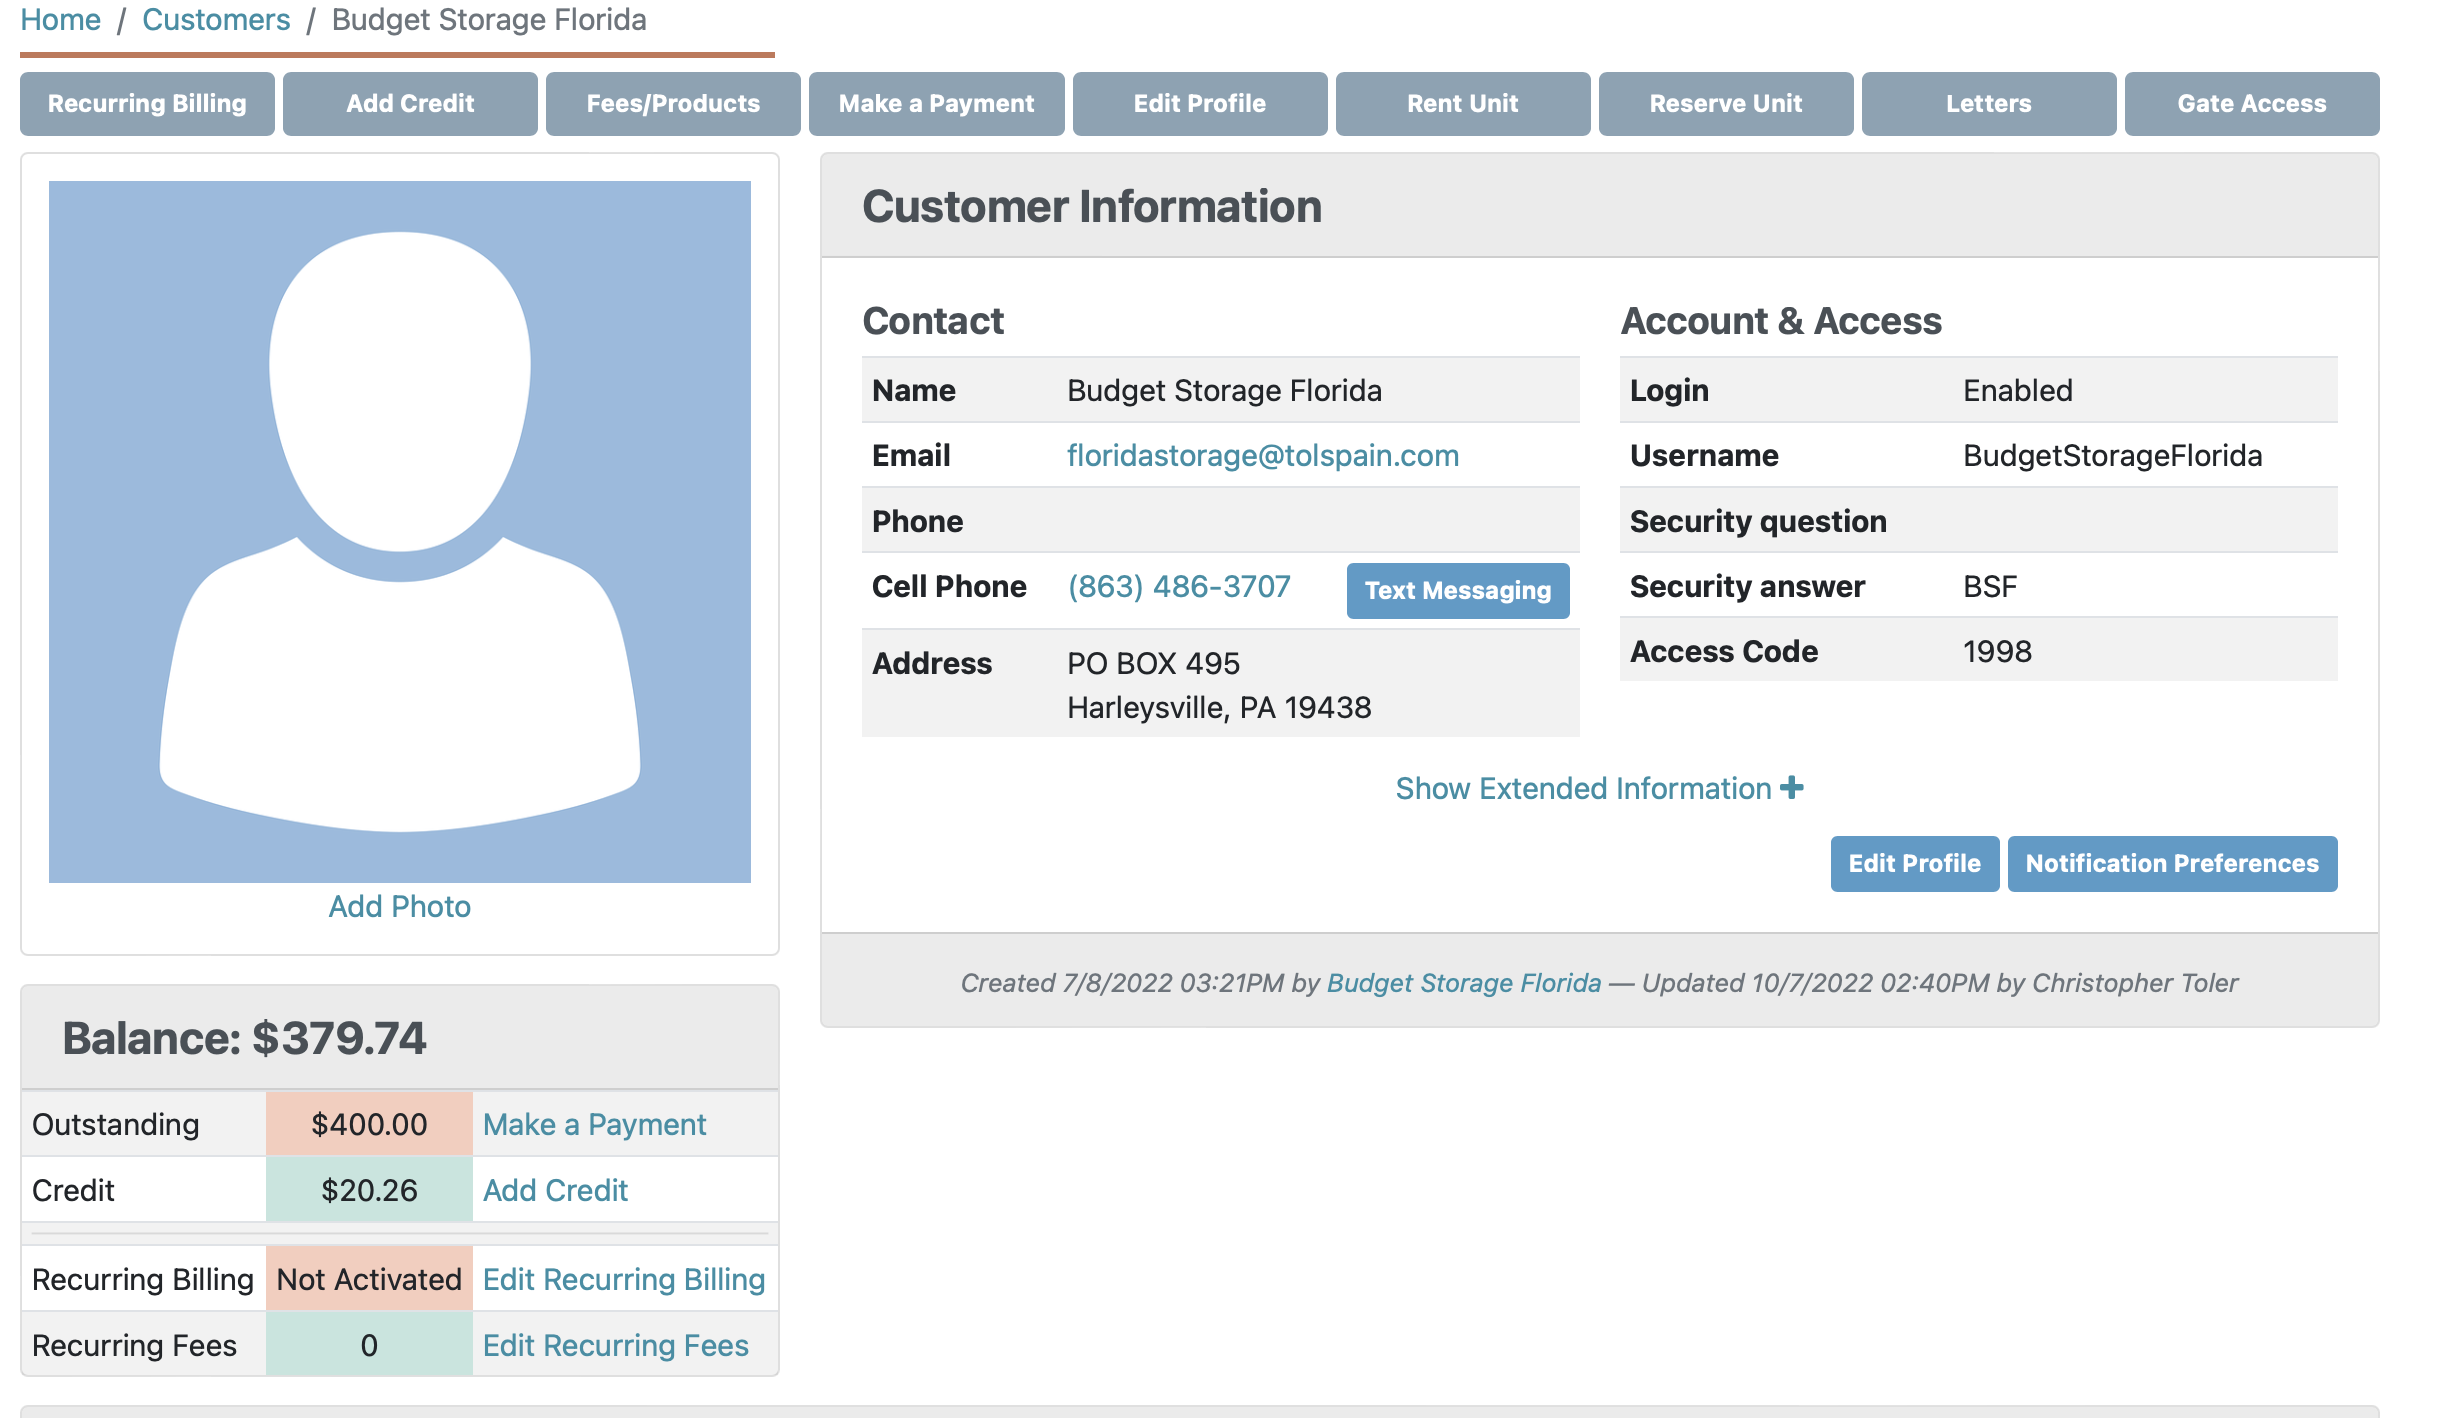 Home / Customers / Budget Storage Florida
Recurring Billing Add Credit Fees/Products Make a Payment Edit Profile Rent Unit Reserve Unit Letters Gate Access
Add Photo
Balance: $379.74
Outstanding $400.00 Make a Payment
Credit $20.26 Add Credit
Recurring Billing Not Activated Edit Recurring Billing
Recurring Fees 0 Edit Recurring Fees
Customer Information
Contact
Name Budget Storage Florida
Email floridastorage@tolspain.com
Phone
Cell Phone (863) 486-3707 Text Messaging
Address PO BOX 495
Harleysville, PA 19438
Account & Access
Login Enabled
Username BudgetStorageFlorida
Security question
Security answer BSF
Access Code 1998
Show Extended Information +
Edit Profile Notification Preferences
Created 7/8/2022 03:21PM by Budget Storage Florida — Updated 10/7/2022 02:40PM by Christopher Toler